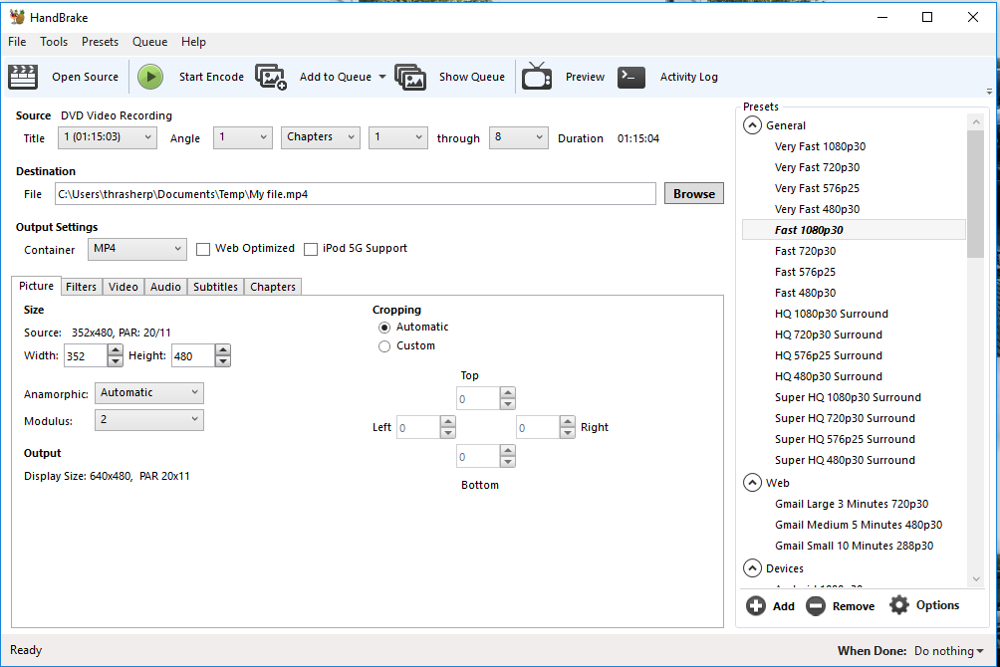 HandBrake
File Tools Presets Queue Help
Open Source Start Encode Add to Queue Show Queue Preview Activity Log
Source DVD Video Recording
Title 1 (01:15:03) Angle 1 Chapters 1 through 8 Duration 01:15:04
Destination
File C:\Users\thrasherp\Documents\Temp\My file.mp4 Browse
Output Settings
Container MP4 Web Optimized iPod 5G Support
Picture Filters Video Audio Subtitles Chapters
Size
Source: 352x480, PAR: 20/11
Width: 352 Height: 480
Anamorphic: Automatic
Modulus: 2
Output
Display Size: 640x480, PAR 20x11
Cropping
Automatic
Custom
Top
0
Left 0 0 Right
0
Bottom
Presets
General
Very Fast 1080p30
Very Fast 720p30
Very Fast 576p25
Very Fast 480p30
Fast 1080p30
Fast 720p30
Fast 576p25
Fast 480p30
HQ 1080p30 Surround
HQ 720p30 Surround
HQ 576p25 Surround
HQ 480p30 Surround
Super HQ 1080p30 Surround
Super HQ 720p30 Surround
Super HQ 576p25 Surround
Super HQ 480p30 Surround
Web
Gmail Large 3 Minutes 720p30
Gmail Medium 5 Minutes 480p30
Gmail Small 10 Minutes 288p30
Devices
Add Remove Options
Ready When Done: Do nothing